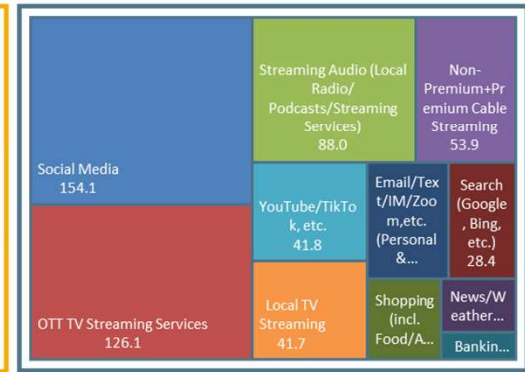 Social Media
154.1
OTT TV Streaming Services
126.1
Streaming Audio (Local
Radio/
Podcasts/Streaming
Services)
88.0
Non-
Premium+Pr
emium Cable
Streaming
53.9
YouTube/TikTo
k, etc.
41.8
Local TV
Streaming
41.7
Email/Tex
t/IM/Zoo
m,etc.
(Personal
&...
Search
(Google
, Bing,
etc.)
28.4
Shopping
(incl.
Food/A...
News/W
eather...
Bankin...